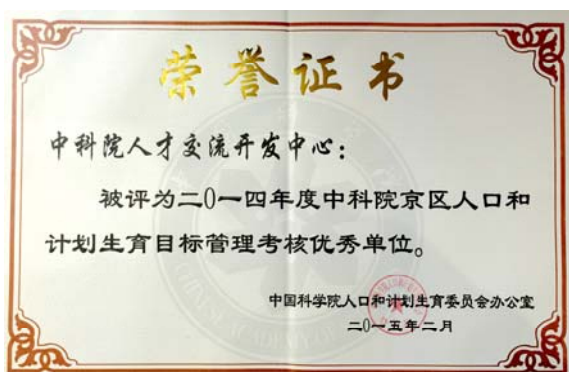 荣誉证书
中科院人才交流开发中心：
被评为二0一四年度中科院京区人口和
计划生育目标管理考核优秀单位。
中国科学院人口和计划生育委员会办公室
二0一五年二月